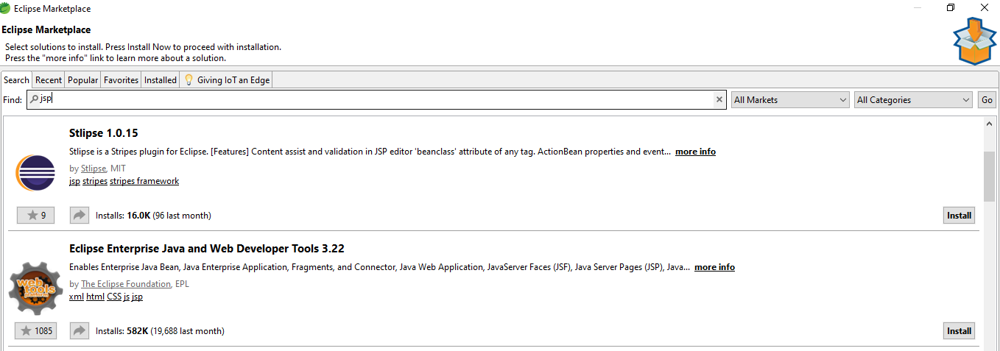 Eclipse Marketplace
Eclipse Marketplace
Select solutions to install. Press Install Now to proceed with installation.
Press the "more info" link to learn more about a solution.
Search Recent Popular Favorites Installed Giving IoT an Edge
Find: jsp All Markets All Categories Go
Stlipse 1.0.15
Stlipse is a Stripes plugin for Eclipse. [Features] Content assist and validation in JSP editor 'beanclass' attribute of any tag. ActionBean properties and event... more info
by Stlipse, MIT
jsp stripes stripes framework
9 Installs: 16.0K (96 last month) Install
Eclipse Enterprise Java and Web Developer Tools 3.22
Enables Enterprise Java Bean, Java Enterprise Application, Fragments, and Connector, Java Web Application, JavaServer Faces (JSF), Java Server Pages (JSP), Java... more info
web tools platform
by The Eclipse Foundation, EPL
xml html CSS js jsp
1085 Installs: 582K (19,688 last month) Install